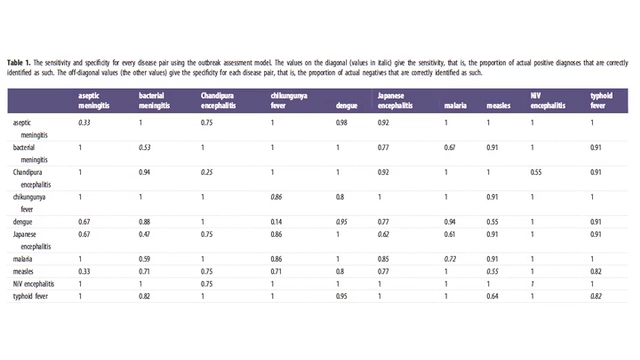 Table 1. The sensitivity and specificity for every disease pair using the outbreak assessment model. The values on the diagonal (values in italic) give the sensitivity, that is, the proportion of actual positive diagnoses that are correctly
identified as such. The off-diagonal values (the other values) give the specificity for each disease pair, that is, the proportion of actual negatives that are correctly identified as such.
aseptic bacterial Chandipura chikungunya Japanese NiV typhoid
meningitis meningitis encephalitis fever dengue encephalitis malaria measles encephalitis fever
aseptic 0.33 1 0.75 1 0.98 0.92 1 1 1 1
meningitis
bacterial 1 0.53 1 1 1 0.77 0.67 0.91 1 0.91
meningitis
Chandipura 1 0.94 0.25 1 1 0.92 1 1 0.55 0.91
encephalitis
chikungunya 1 1 1 0.86 0.8 1 1 0.91 1 1
fever
dengue 0.67 0.88 1 0.14 0.95 0.77 0.94 0.55 1 0.91
Japanese 0.67 0.47 0.75 0.86 1 0.62 0.61 0.91 1 0.91
encephalitis
malaria 1 0.59 1 0.86 1 0.85 0.72 0.91 1 1
measles 0.33 0.71 0.75 0.71 0.8 0.77 1 0.55 1 0.82
NiV encephalitis 1 1 0.75 1 1 1 1 1 1 1
typhoid fever 1 0.82 1 1 0.95 1 1 0.64 1 0.82